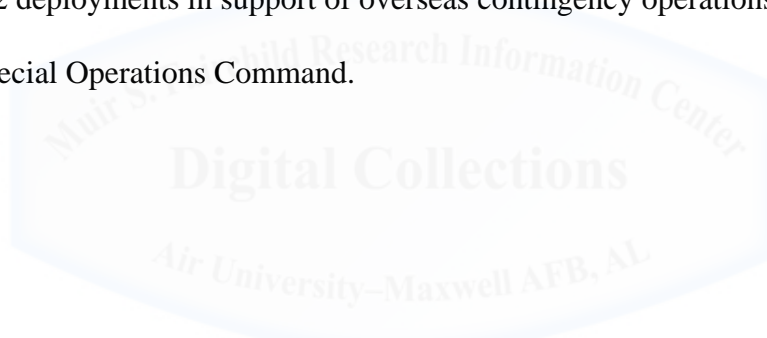 2 deployments in support of overseas contingency operations
ecial Operations Command.
Muir S. Fairchild Research Information Center
Digital Collections
Air University–Maxwell AFB, AL